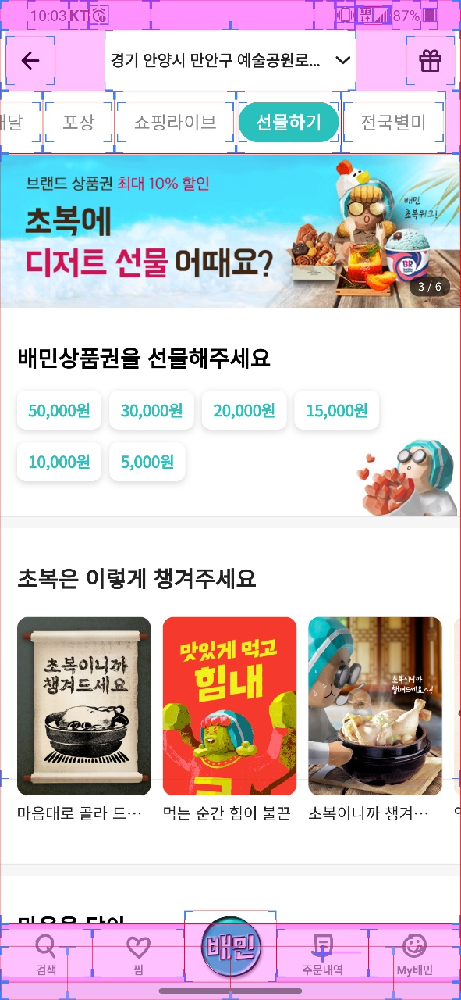 10:03 KT 87%
경기 안양시 만안구 예술공원로...
배달 포장 쇼핑라이브 선물하기 전국별미
브랜드 상품권 최대 10% 할인
초복에
디저트 선물 어때요?
배민
초복위크!
BR
3 / 6
배민상품권을 선물해주세요
50,000원 30,000원 20,000원 15,000원
10,000원 5,000원
초복은 이렇게 챙겨주세요
초복이니까
챙겨드세요
맛있게 먹고
힘내
초복이니까
챙겨드세요~!
마음대로 골라 드… 먹는 순간 힘이 불끈 초복이니까 챙겨…
마음을 담아
배민
검색 찜 주문내역 My배민